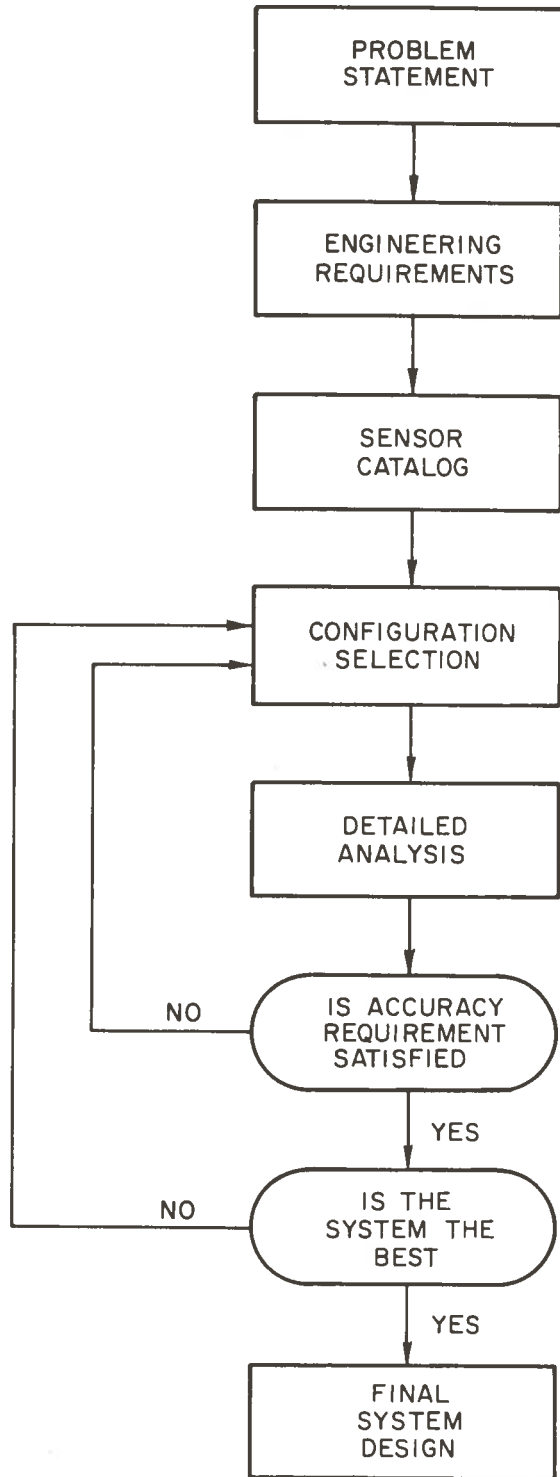 PROBLEM
STATEMENT
ENGINEERING
REQUIREMENTS
SENSOR
CATALOG
CONFIGURATION
SELECTION
DETAILED
ANALYSIS
IS ACCURACY
REQUIREMENT
SATISFIED
NO
YES
IS THE
SYSTEM THE
BEST
NO
YES
FINAL
SYSTEM
DESIGN